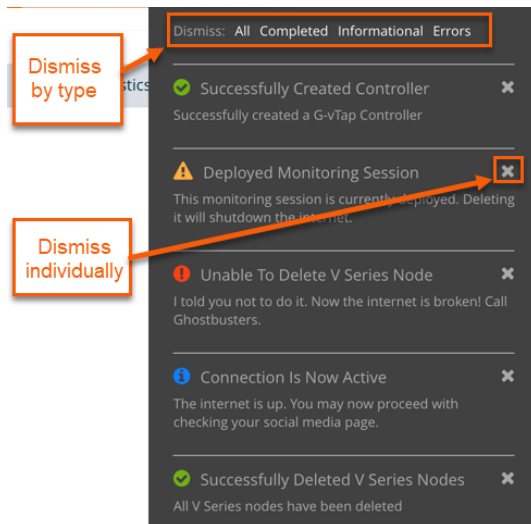 Dismiss: All Completed Informational Errors
Dismiss
by type
stics
Successfully Created Controller
Successfully created a G-vTap Controller
Deployed Monitoring Session
This monitoring session is currently deployed. Deleting
it will shutdown the internet.
Dismiss
individually
Unable To Delete V Series Node
I told you not to do it. Now the internet is broken! Call
Ghostbusters.
Connection Is Now Active
The internet is up. You may now proceed with
checking your social media page.
Successfully Deleted V Series Nodes
All V Series nodes have been deleted